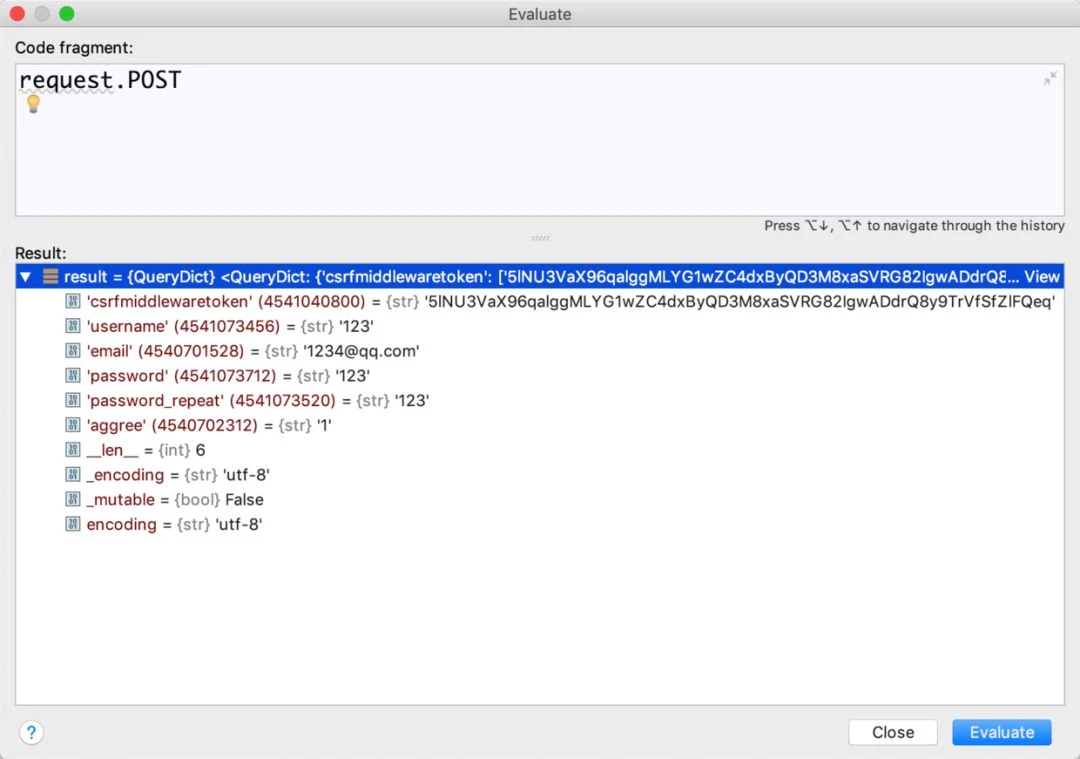 Evaluate
Code fragment:
request.POST
Press ⌥↓, ⌥↑ to navigate through the history
Result:
result = {QueryDict} <QueryDict: {'csrfmiddlewaretoken': ['5lNU3VaX96qalggMLYG1wZC4dxByQD3M8xaSVRG82lgwADdrQ8... View
'csrfmiddlewaretoken' (4541040800) = {str} '5lNU3VaX96qalggMLYG1wZC4dxByQD3M8xaSVRG82lgwADdrQ8y9TrVfSfZlFQeq'
'username' (4541073456) = {str} '123'
'email' (4540701528) = {str} '1234@qq.com'
'password' (4541073712) = {str} '123'
'password_repeat' (4541073520) = {str} '123'
'aggree' (4540702312) = {str} '1'
__len__ = {int} 6
_encoding = {str} 'utf-8'
_mutable = {bool} False
encoding = {str} 'utf-8'
?
Close
Evaluate